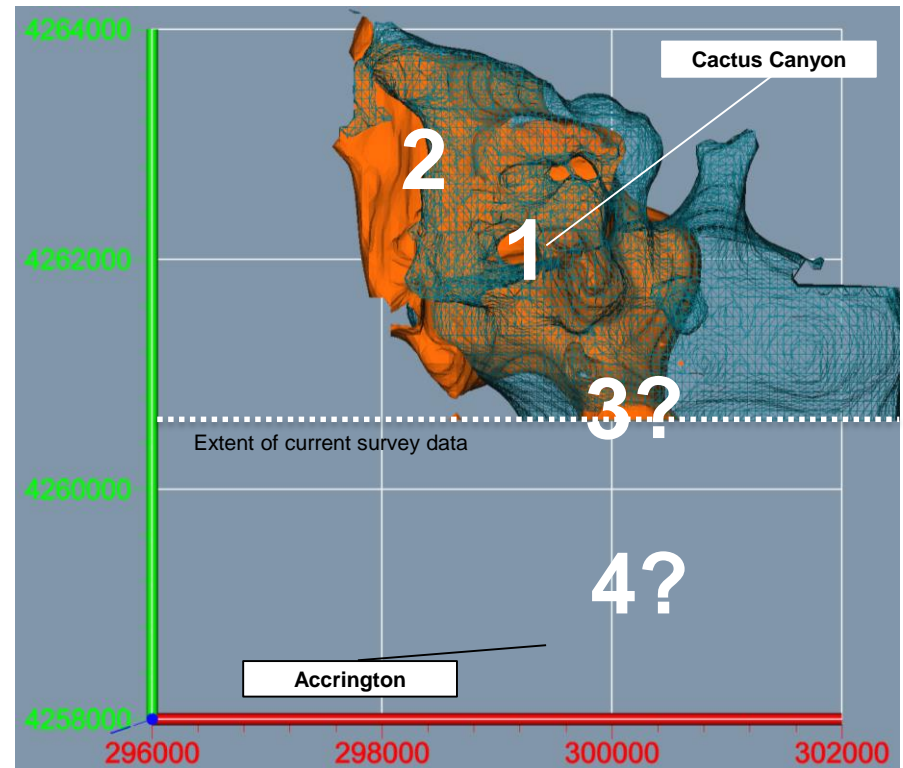 4264000
Cactus Canyon
2
1
4262000
3?
Extent of current survey data
4260000
4?
Accrington
4258000
296000 298000 300000 302000